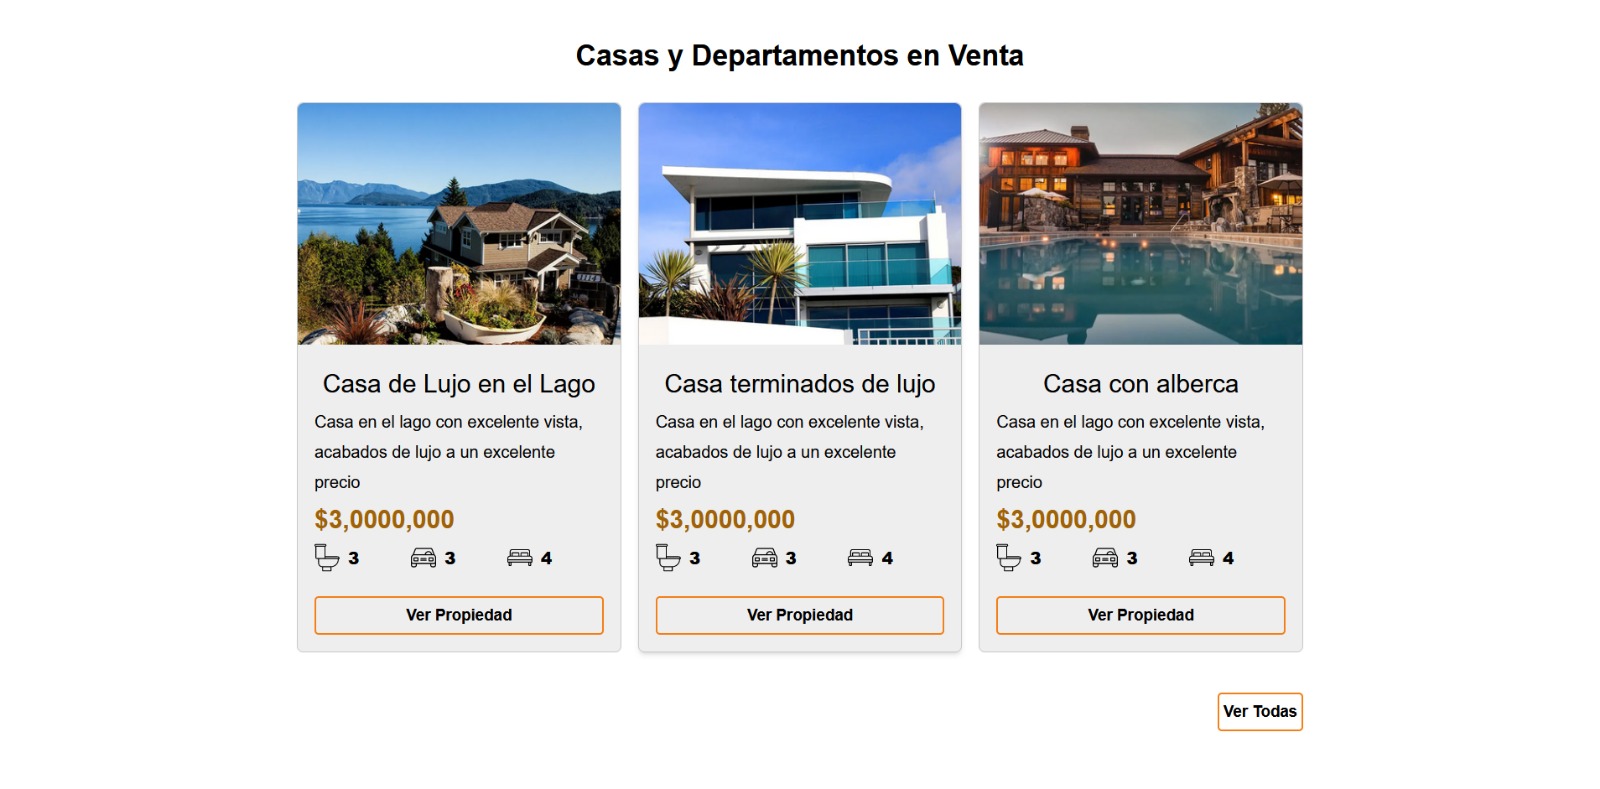 Casas y Departamentos en Venta
Casa de Lujo en el Lago
Casa en el lago con excelente vista,
acabados de lujo a un excelente
precio
$3,0000,000
3 3 4
Ver Propiedad
Casa terminados de lujo
Casa en el lago con excelente vista,
acabados de lujo a un excelente
precio
$3,0000,000
3 3 4
Ver Propiedad
Casa con alberca
Casa en el lago con excelente vista,
acabados de lujo a un excelente
precio
$3,0000,000
3 3 4
Ver Propiedad
Ver Todas